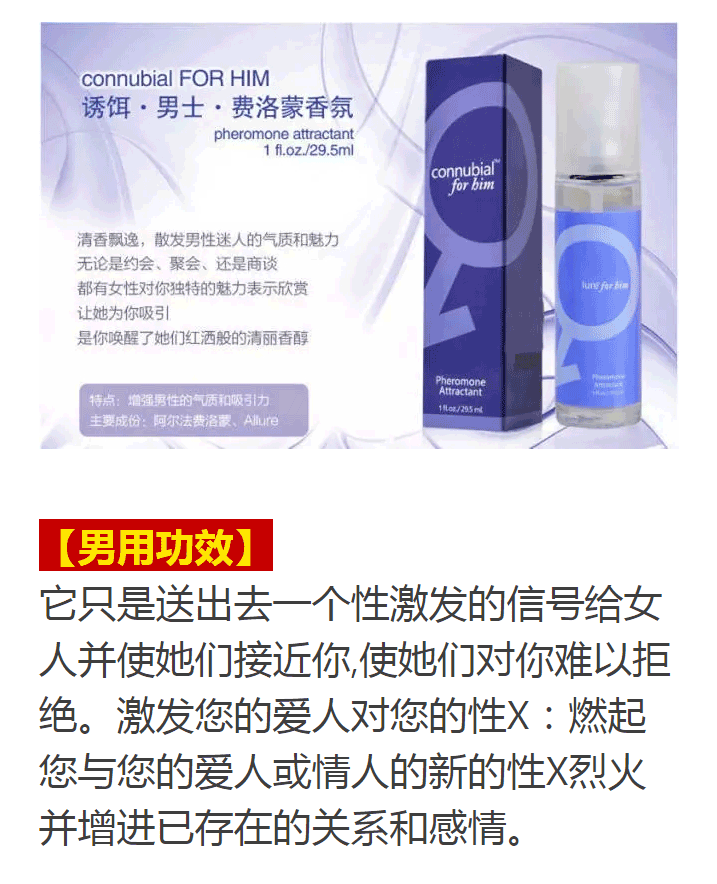 connubial FOR HIM
诱饵·男士·费洛蒙香氛
pheromone attractant
1 fl.oz./29.5ml
清香飘逸，散发男性迷人的气质和魅力
无论是约会、聚会、还是商谈
都有女性对你独特的魅力表示欣赏
让她为你吸引
是你唤醒了她们红酒般的清丽香醇
特点：增强男性的气质和吸引力
主要成份：阿尔法费洛蒙、Allure
connubial™
for him
Pheromone
Attractant
1 fl.oz./29.5 ml
lure for him
Pheromone
Attractant
【男用功效】
它只是送出去一个性激发的信号给女
人并使她们接近你,使她们对你难以拒
绝。激发您的爱人对您的性X：燃起
您与您的爱人或情人的新的性X烈火
并增进已存在的关系和感情。